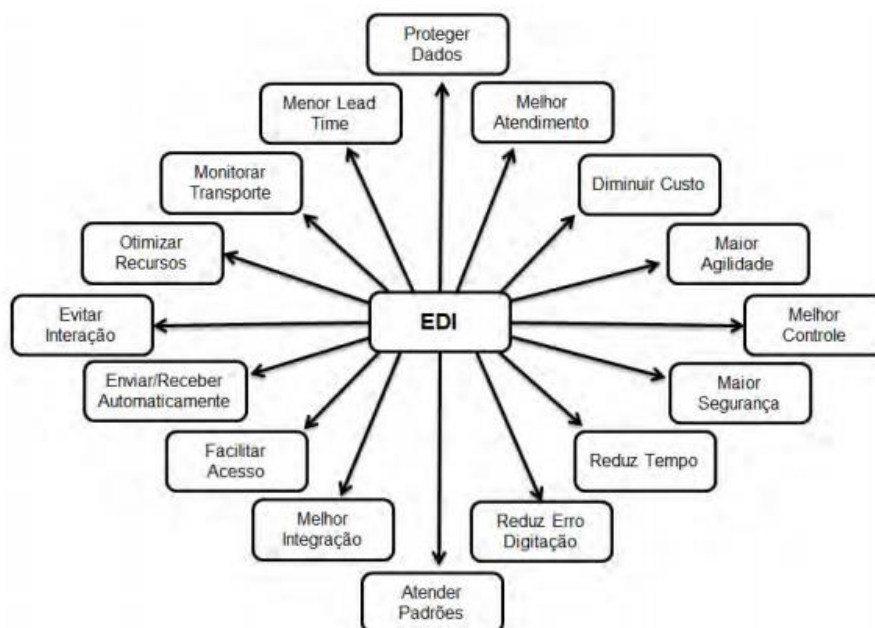 Proteger
Dados
Menor Lead
Time
Melhor
Atendimento
Monitorar
Transporte
Diminuir Custo
Otimizar
Recursos
Maior
Agilidade
Evitar
Interação
EDI
Melhor
Controle
Enviar/Receber
Automaticamente
Maior
Segurança
Facilitar
Acesso
Reduz Tempo
Melhor
Integração
Reduz Erro
Digitação
Atender
Padrões